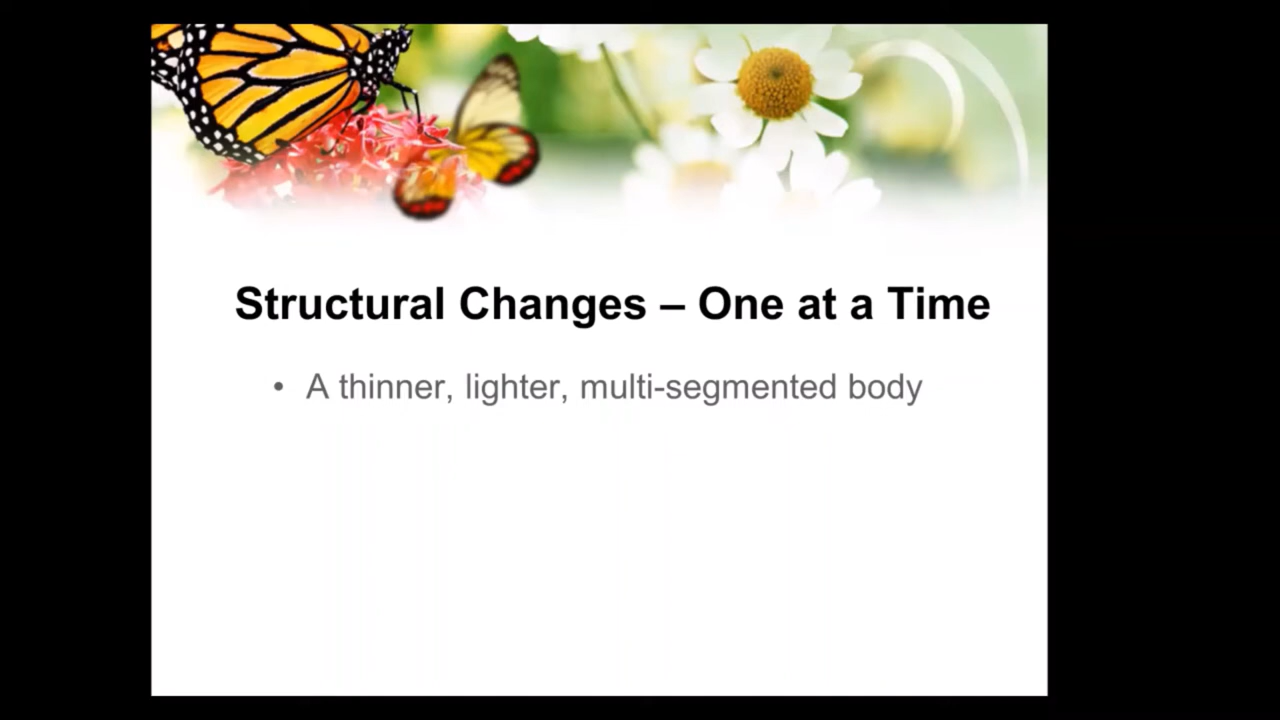 Structural Changes – One at a Time
• A thinner, lighter, multi-segmented body